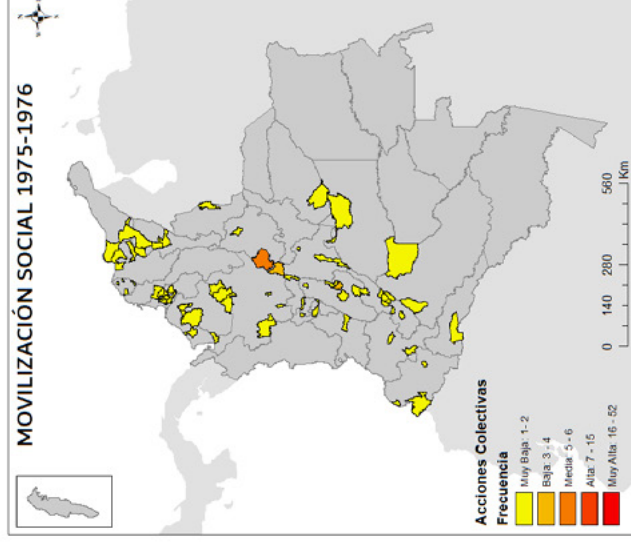 MOVILIZACIÓN SOCIAL 1975-1976
Acciones Colectivas
Frecuencia
Muy Baja: 1- 2
Baja: 3 - 4
Media: 5 - 6
Alta: 7 - 15
Muy Alta: 16 - 52
0 140 280 560
Km